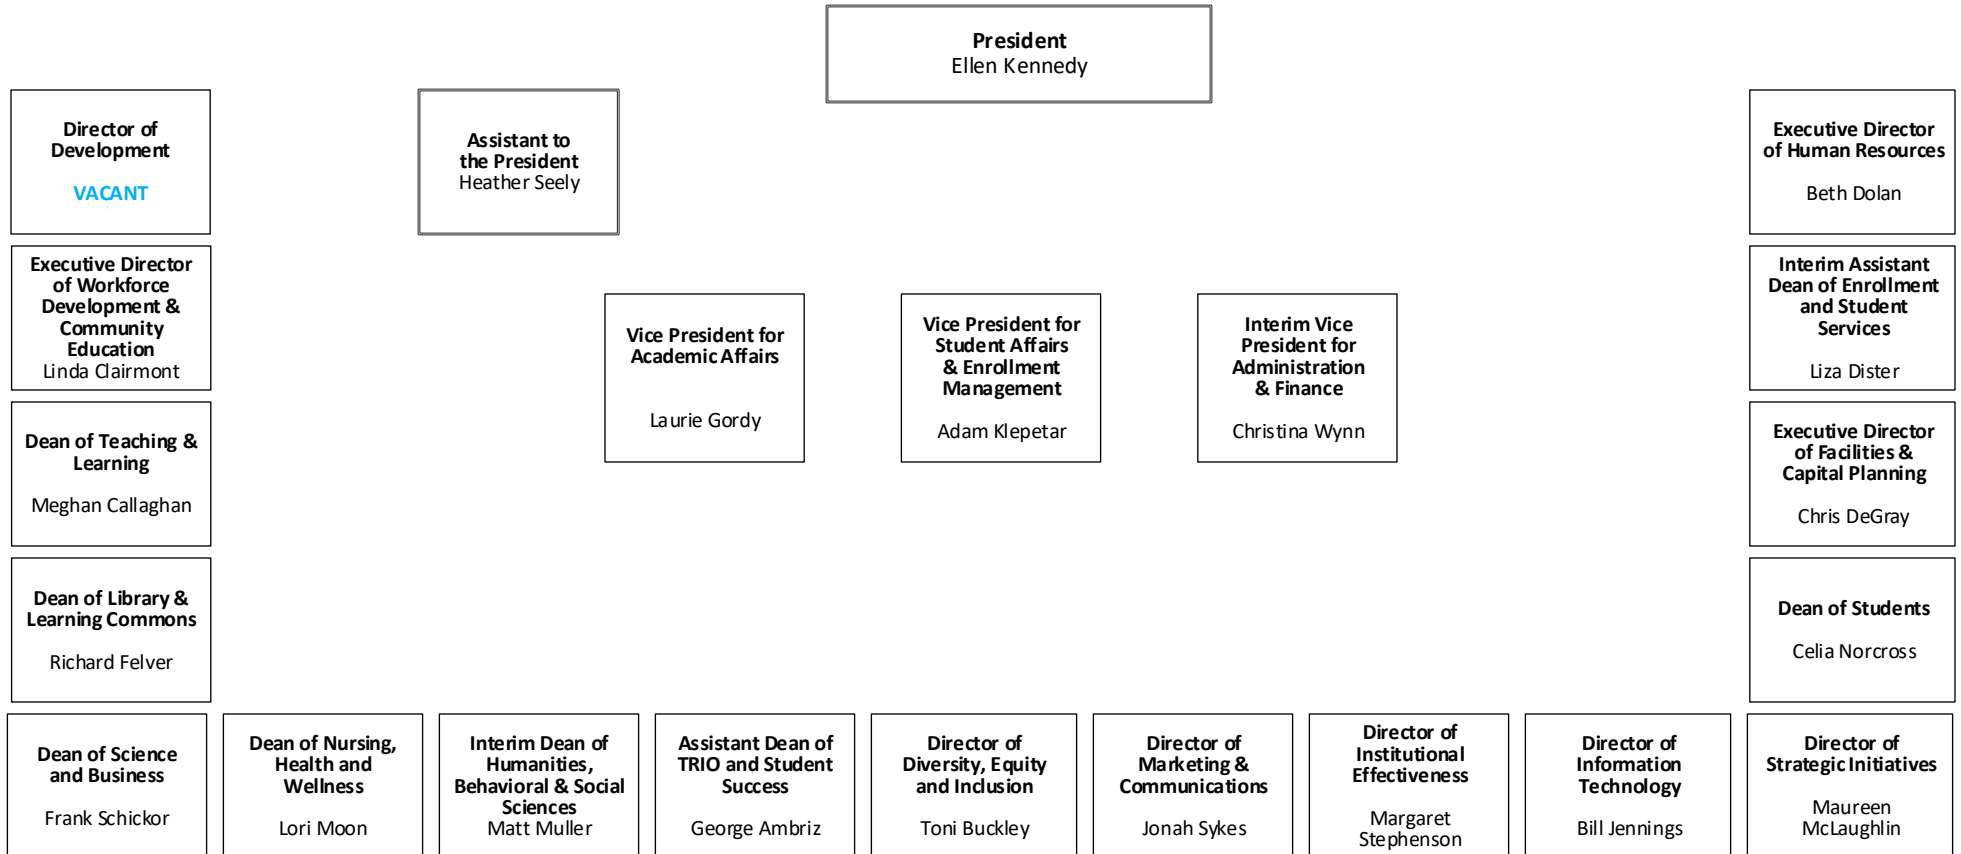 President
Ellen Kennedy
Director of
Development
VACANT
Assistant to
the President
Heather Seely
Executive Director
of Human Resources
Beth Dolan
Executive Director
of Workforce
Development &
Community
Education
Linda Clairmont
Vice President for
Academic Affairs
Laurie Gordy
Vice President for
Student Affairs
& Enrollment
Management
Adam Klepetar
Interim Vice
President for
Administration
& Finance
Christina Wynn
Interim Assistant
Dean of Enrollment
and Student
Services
Liza Dister
Dean of Teaching &
Learning
Meghan Callaghan
Executive Director
of Facilities &
Capital Planning
Chris DeGray
Dean of Library &
Learning Commons
Richard Felver
Dean of Students
Celia Norcross
Dean of Science
and Business
Frank Schickor
Dean of Nursing,
Health and
Wellness
Lori Moon
Interim Dean of
Humanities,
Behavioral & Social
Sciences
Matt Muller
Assistant Dean of
TRIO and Student
Success
George Ambriz
Director of
Diversity, Equity
and Inclusion
Toni Buckley
Director of
Marketing &
Communications
Jonah Sykes
Director of
Institutional
Effectiveness
Margaret
Stephenson
Director of
Information
Technology
Bill Jennings
Director of
Strategic Initiatives
Maureen
McLaughlin